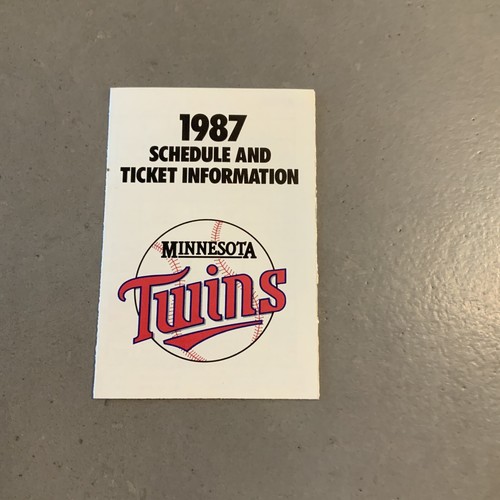 1987
SCHEDULE AND
TICKET INFORMATION
MINNESOTA
Twins